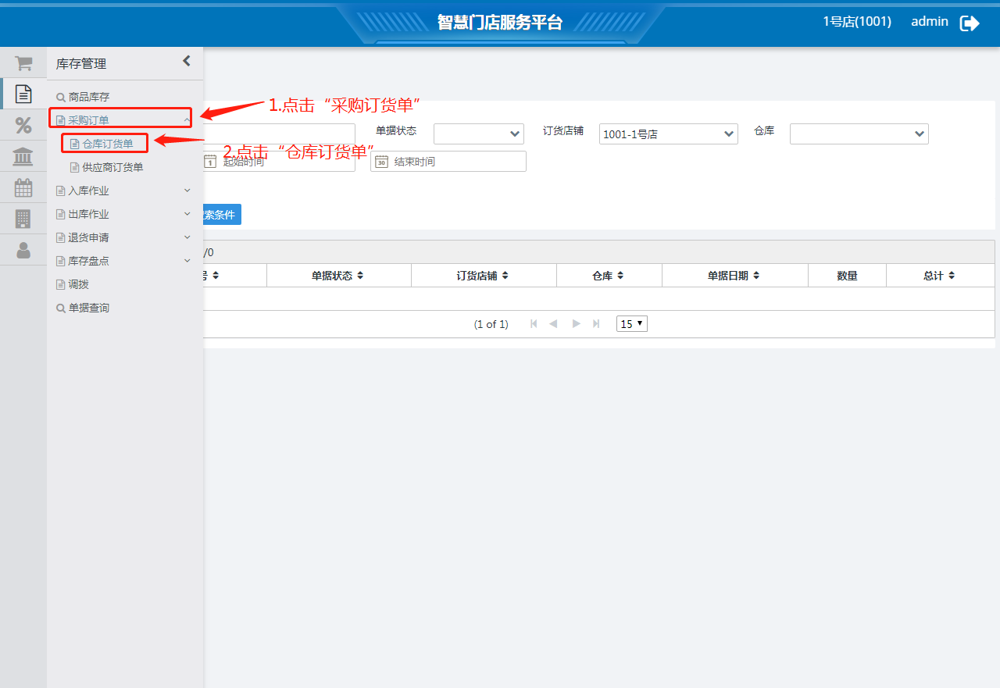 智慧门店服务平台
1号店(1001) admin
库存管理
商品库存
采购订单
仓库订货单
供应商订货单
入库作业
出库作业
退货申请
库存盘点
调拨
单据查询
1.点击“采购订货单”
2.点击“仓库订货单”
单据状态 订货店铺 1001-1号店 仓库
1 起始时间 30 结束时间
索条件
/0
号 单据状态 订货店铺 仓库 单据日期 数量 总计
(1 of 1) 15